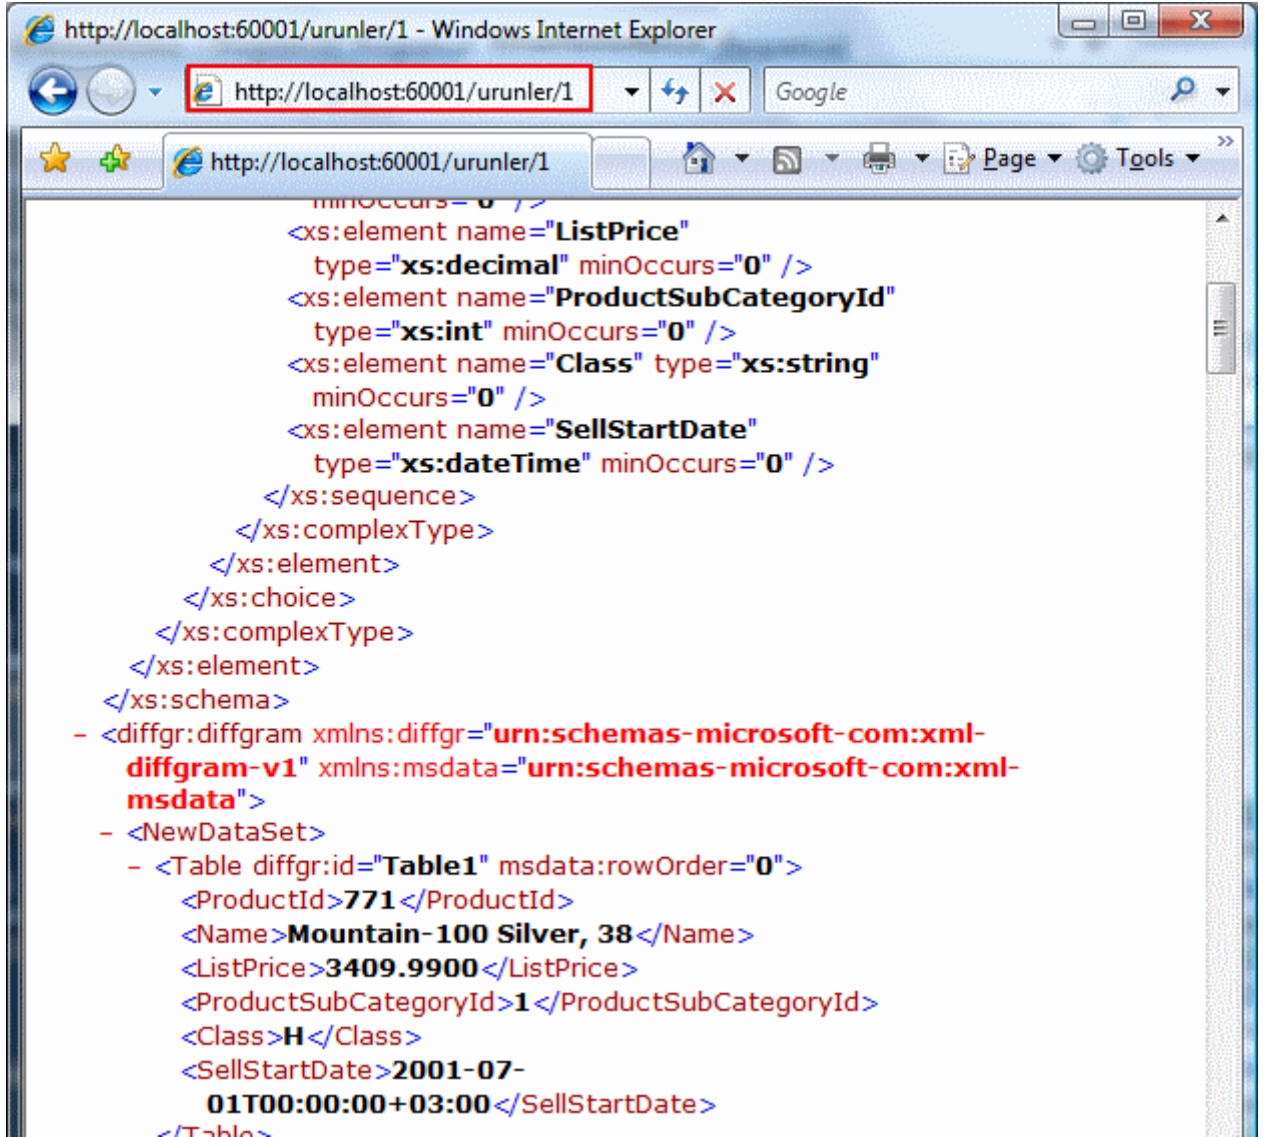 http://localhost:60001/urunler/1 - Windows Internet Explorer
http://localhost:60001/urunler/1 Google
http://localhost:60001/urunler/1 Page Tools »
minOccurs="0" />
<xs:element name="ListPrice"
type="xs:decimal" minOccurs="0" />
<xs:element name="ProductSubCategoryId"
type="xs:int" minOccurs="0" />
<xs:element name="Class" type="xs:string"
minOccurs="0" />
<xs:element name="SellStartDate"
type="xs:dateTime" minOccurs="0" />
</xs:sequence>
</xs:complexType>
</xs:element>
</xs:choice>
</xs:complexType>
</xs:element>
</xs:schema>
- <diffgr:diffgram xmlns:diffgr="urn:schemas-microsoft-com:xml-
diffgram-v1" xmlns:msdata="urn:schemas-microsoft-com:xml-
msdata">
- <NewDataSet>
- <Table diffgr:id="Table1" msdata:rowOrder="0">
<ProductId>771</ProductId>
<Name>Mountain-100 Silver, 38</Name>
<ListPrice>3409.9900</ListPrice>
<ProductSubCategoryId>1</ProductSubCategoryId>
<Class>H</Class>
<SellStartDate>2001-07-
01T00:00:00+03:00</SellStartDate>
</Table>